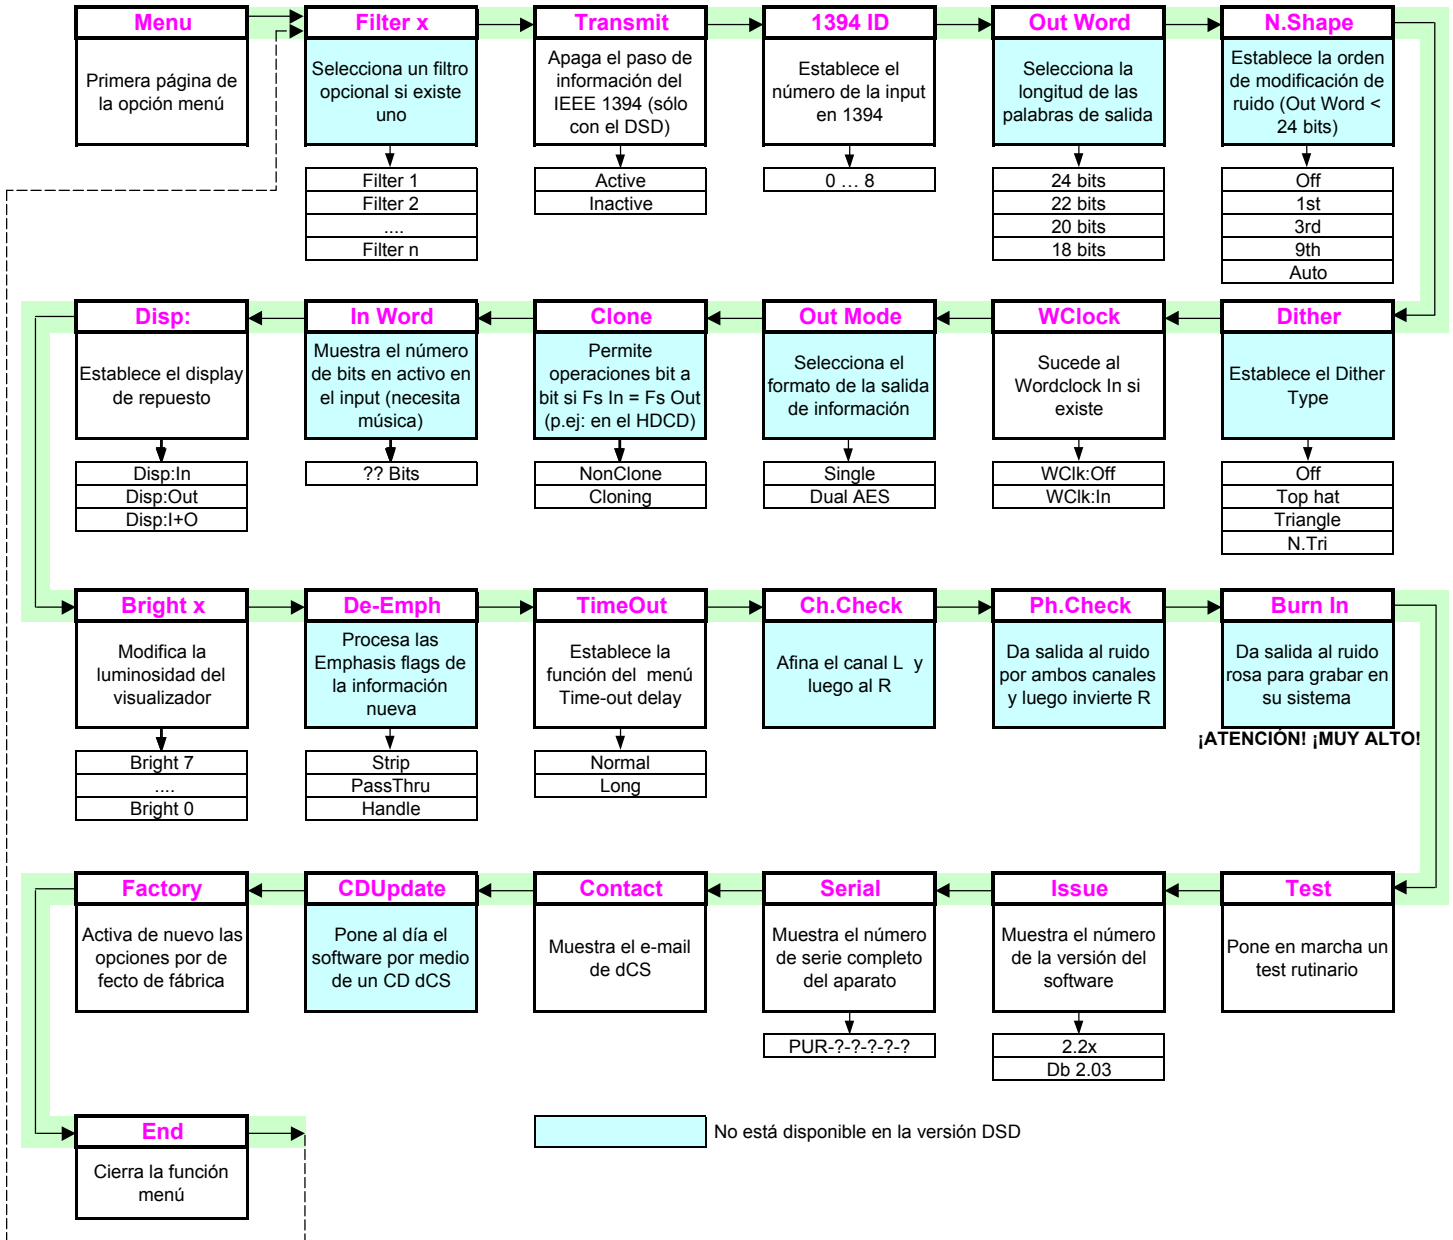 Menu
Primera página de
la opción menú
Filter x
Selecciona un filtro
opcional si existe
uno
Filter 1
Filter 2
....
Filter n
Transmit
Apaga el paso de
información del
IEEE 1394 (sólo
con el DSD)
Active
Inactive
1394 ID
Establece el
número de la input
en 1394
0 … 8
Out Word
Selecciona la
longitud de las
palabras de salida
24 bits
22 bits
20 bits
18 bits
N.Shape
Establece la orden
de modificación de
ruido (Out Word <
24 bits)
Off
1st
3rd
9th
Auto
Dither
Establece el Dither
Type
Off
Top hat
Triangle
N.Tri
WClock
Sucede al
Wordclock In si
existe
WClk:Off
WClk:In
Out Mode
Selecciona el
formato de la salida
de información
Single
Dual AES
Clone
Permite
operaciones bit a
bit si Fs In = Fs Out
(p.ej: en el HDCD)
NonClone
Cloning
In Word
Muestra el número
de bits en activo en
el input (necesita
música)
?? Bits
Disp:
Establece el display
de repuesto
Disp:In
Disp:Out
Disp:I+O
Bright x
Modifica la
luminosidad del
visualizador
Bright 7
....
Bright 0
De-Emph
Procesa las
Emphasis flags de
la información
nueva
Strip
PassThru
Handle
TimeOut
Establece la
función del menú
Time-out delay
Normal
Long
Ch.Check
Afina el canal L y
luego al R
Ph.Check
Da salida al ruido
por ambos canales
y luego invierte R
Burn In
Da salida al ruido
rosa para grabar en
su sistema
¡ATENCIÓN! ¡MUY ALTO!
Test
Pone en marcha un
test rutinario
Issue
Muestra el número
de la versión del
software
2.2x
Db 2.03
Serial
Muestra el número
de serie completo
del aparato
PUR-?-?-?-?-?
Contact
Muestra el e-mail
de dCS
CDUpdate
Pone al día el
software por medio
de un CD dCS
Factory
Activa de nuevo las
opciones por de
fecto de fábrica
End
Cierra la función
menú
No está disponible en la versión DSD